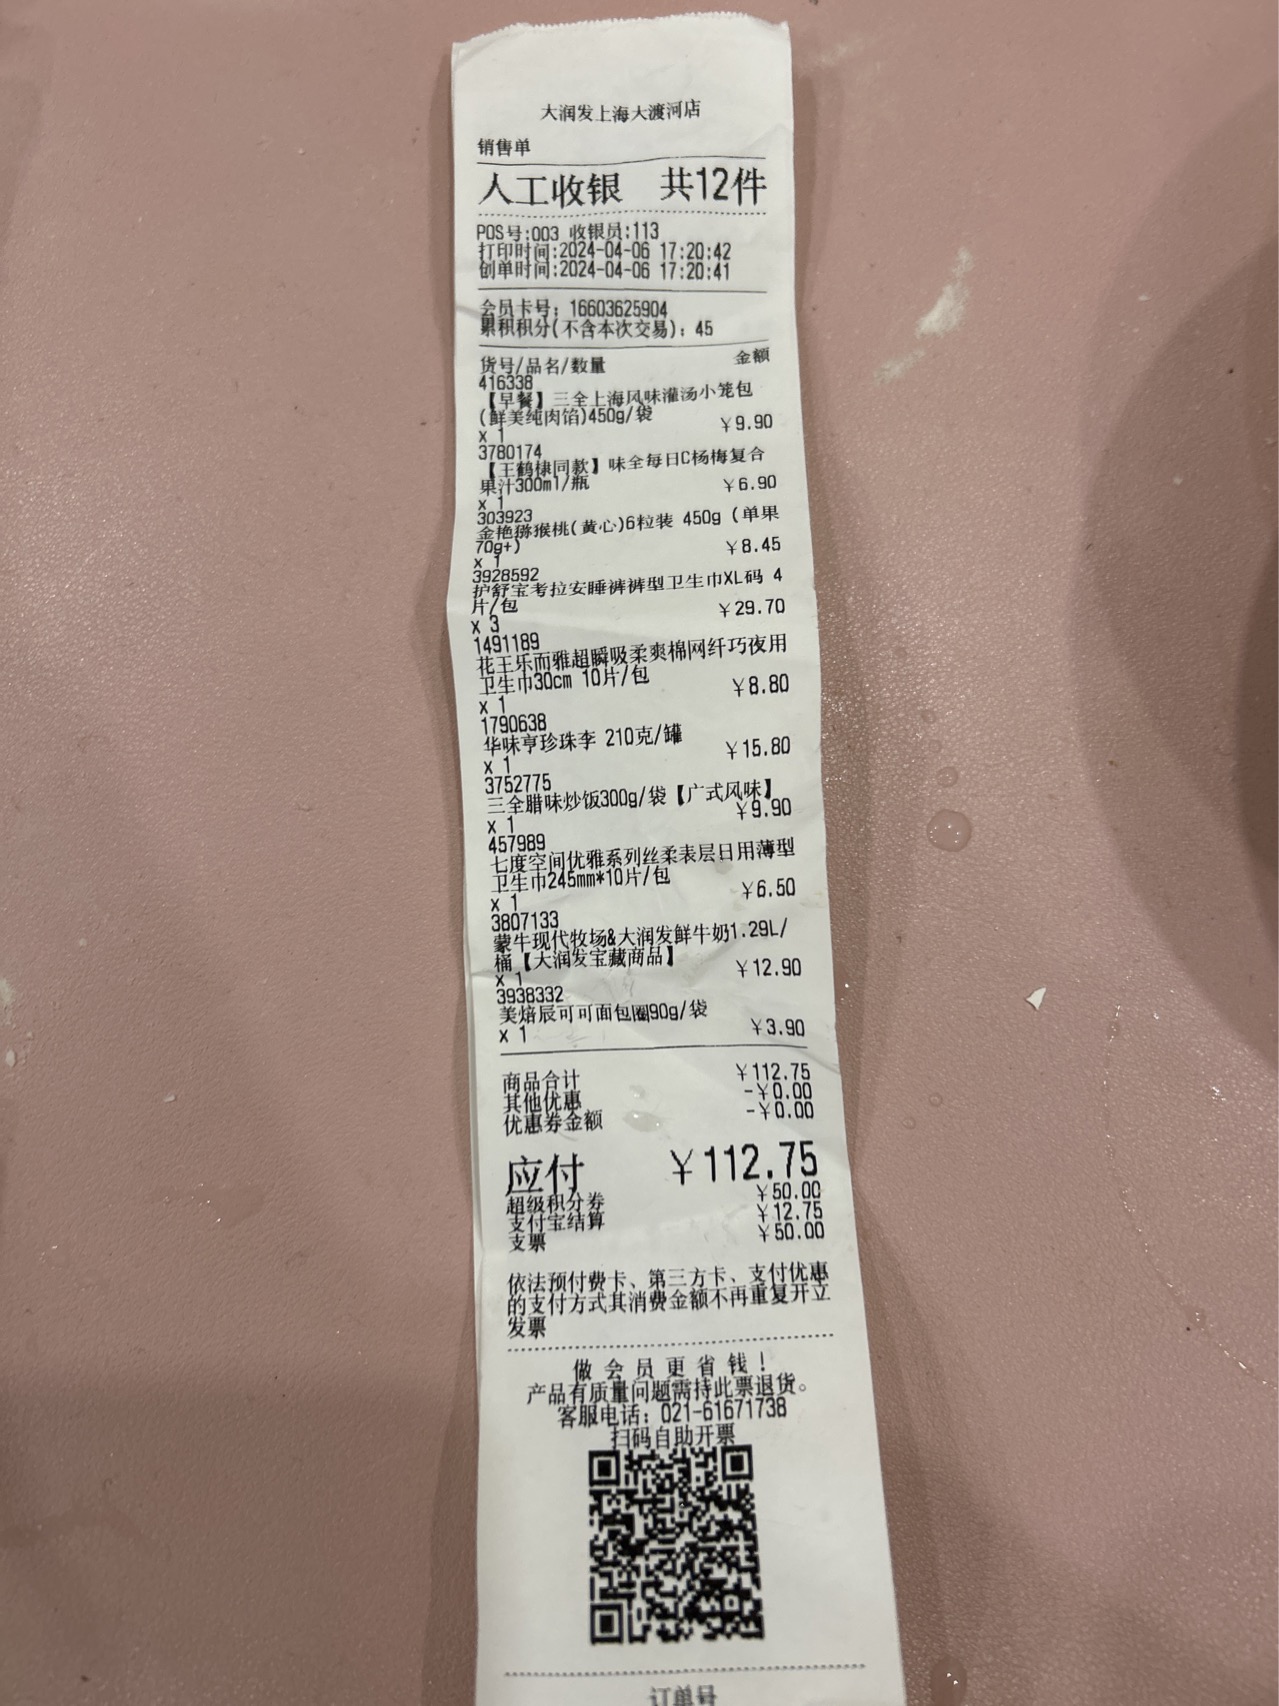 大润发上海大渡河店
销售单
人工收银 共12件
POS号:003 收银员:113
打印时间:2024-04-06 17:20:42
创单时间:2024-04-06 17:20:41
会员卡号: 16603625904
累积积分(不含本次交易): 45
货号/品名/数量 金额
416338
【早餐】三全上海风味灌汤小笼包
(鲜美纯肉馅)450g/袋 ￥9.90
x 1
3780174
【王鹤棣同款】味全每日C杨梅复合
果汁300ml/瓶 ￥6.90
x 1
303923
金艳猕猴桃(黄心)6粒装 450g (单果
70g+) ￥8.45
x 1
3928592
护舒宝考拉安睡裤裤型卫生巾XL码 4
片/包 ￥29.70
x 3
1491189
花王乐而雅超瞬吸柔爽棉网纤巧夜用
卫生巾30cm 10片/包 ￥8.80
x 1
1790638
华味亨珍珠李 210克/罐 ￥15.80
x 1
3752775
三全腊味炒饭300g/袋【广式风味】
￥9.90
x 1
457989
七度空间优雅系列丝柔表层日用薄型
卫生巾245mm*10片/包 ￥6.50
x 1
3807133
蒙牛现代牧场&大润发鲜牛奶1.29L/
桶【大润发宝藏商品】 ￥12.90
x 1
3938332
美焙辰可可面包圈90g/袋
x 1 ￥3.90
商品合计 ￥112.75
其他优惠 -￥0.00
优惠券金额 -￥0.00
应付 ￥112.75
超级积分券 ￥50.00
支付宝结算 ￥12.75
支票 ￥50.00
依法预付费卡、第三方卡、支付优惠
的支付方式其消费金额不再重复开立
发票
做会员更省钱!
产品有质量问题需持此票退货。
客服电话: 021-61671738
扫码自助开票
订单号